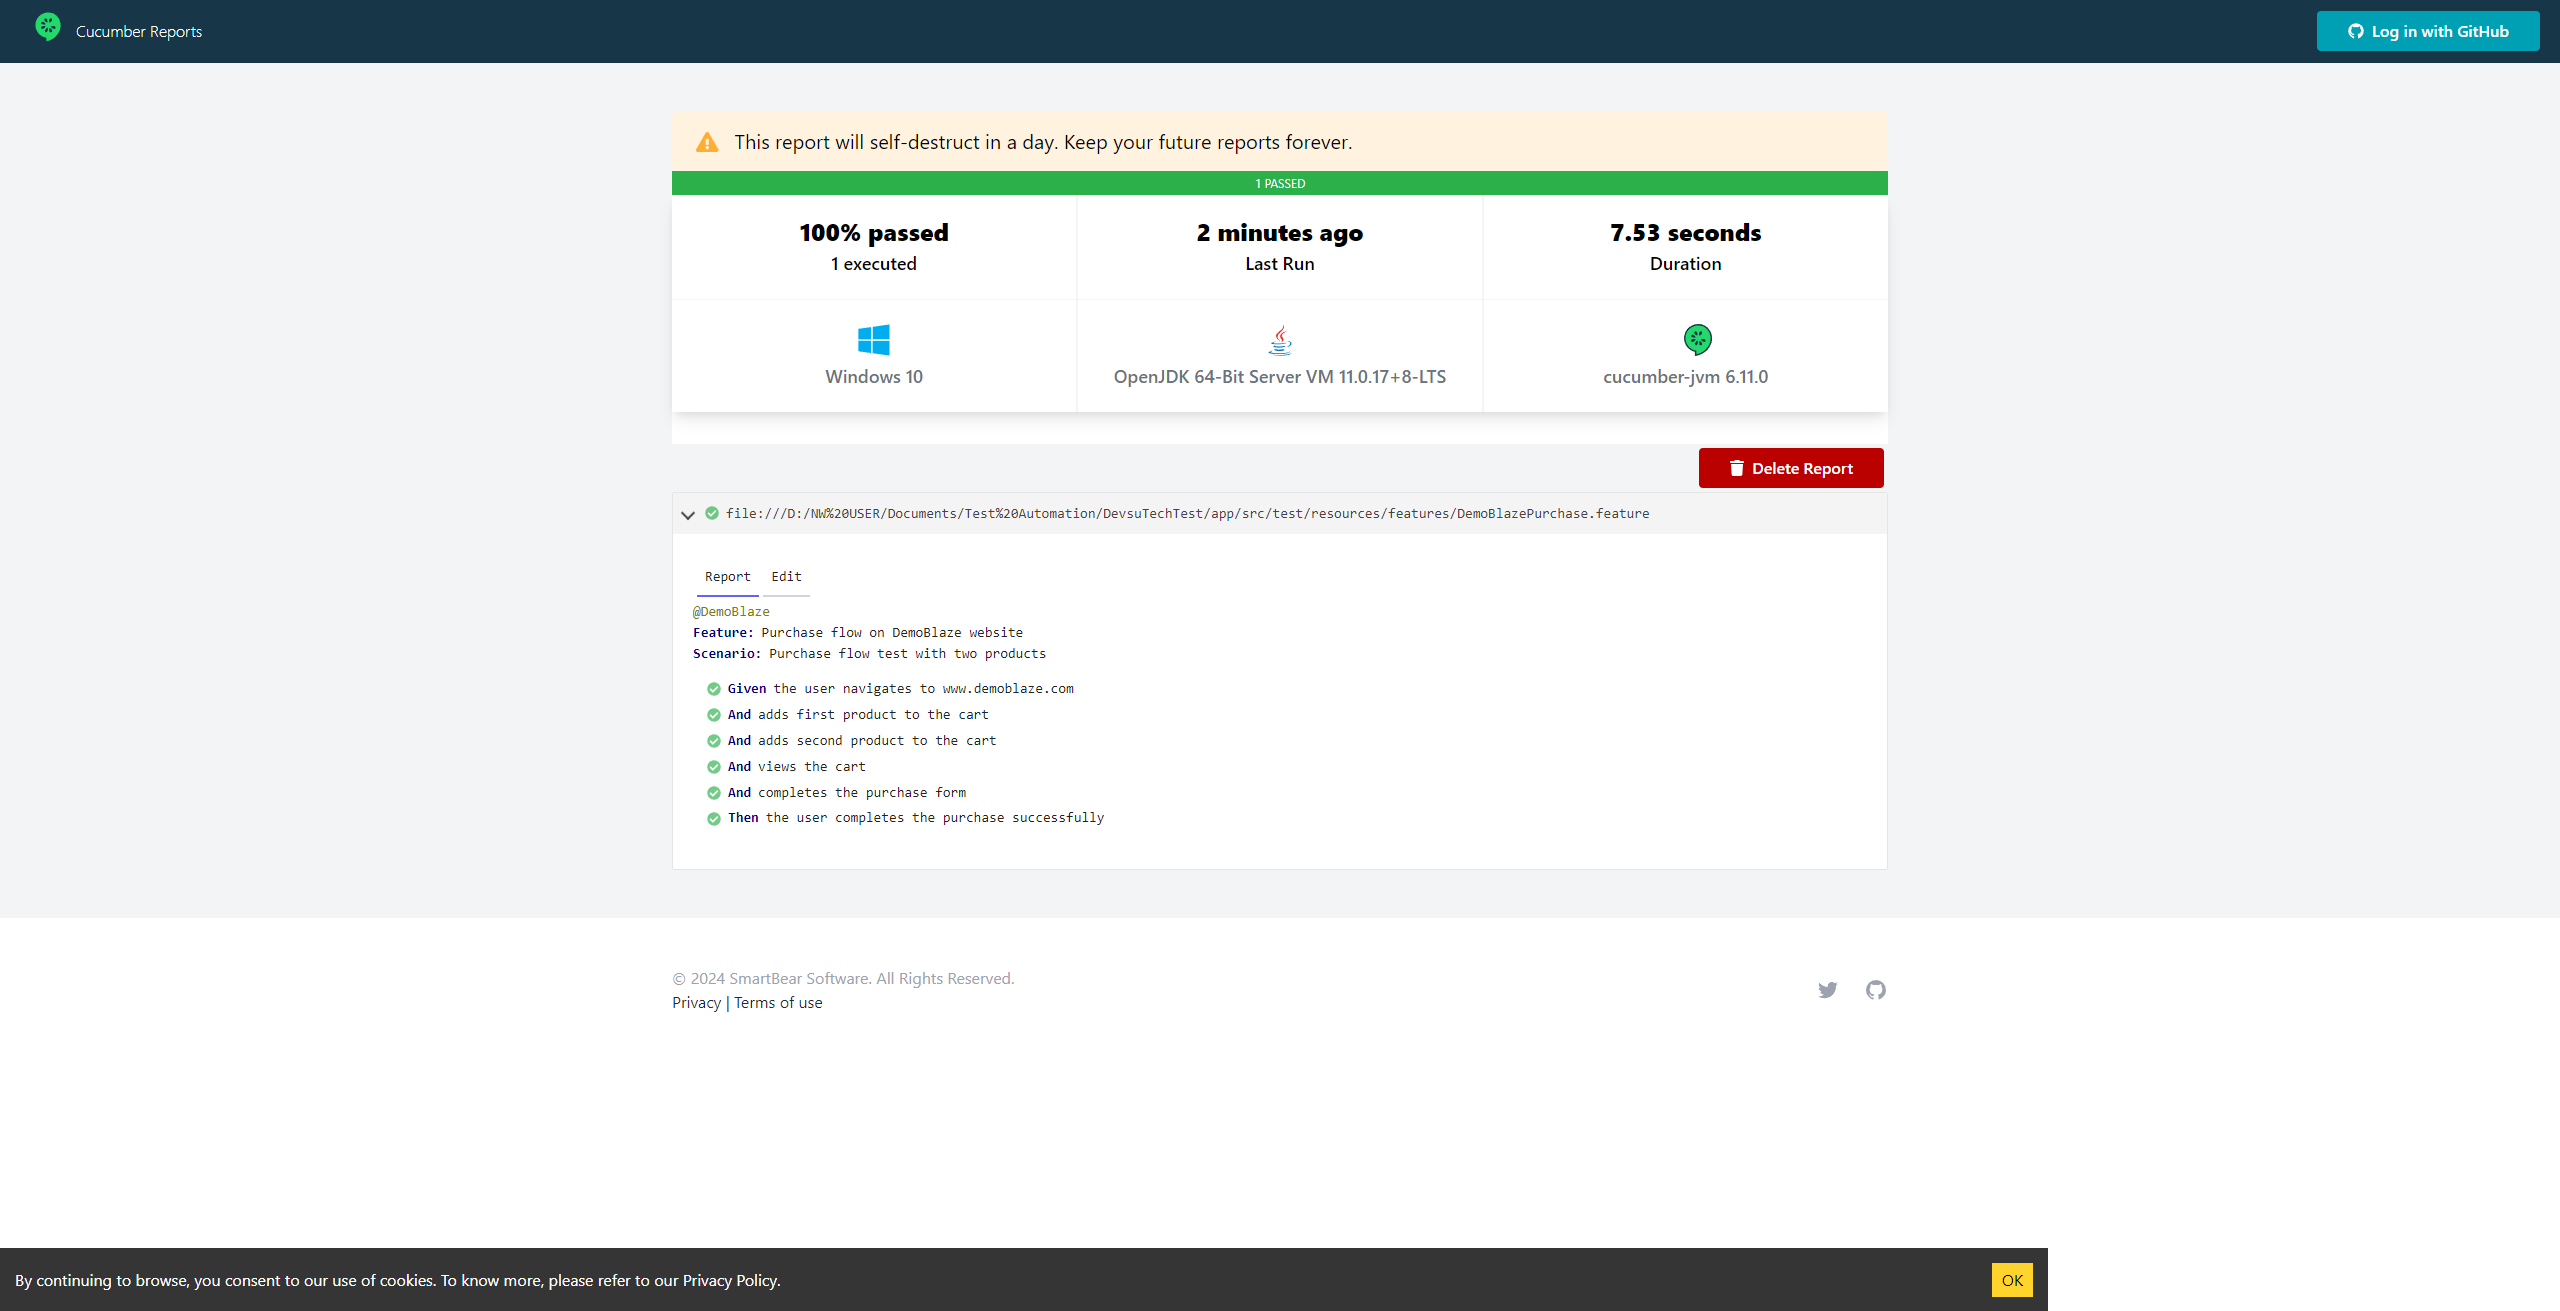 Cucumber Reports
Log in with GitHub
This report will self-destruct in a day. Keep your future reports forever.
1 PASSED
100% passed
1 executed
2 minutes ago
Last Run
7.53 seconds
Duration
Windows 10
OpenJDK 64-Bit Server VM 11.0.17+8-LTS
cucumber-jvm 6.11.0
Delete Report
file:///D:/NW%20USER/Documents/Test%20Automation/DevsuTechTest/app/src/test/resources/features/DemoBlazePurchase.feature
Report Edit
@DemoBlaze
Feature: Purchase flow on DemoBlaze website
Scenario: Purchase flow test with two products
Given the user navigates to www.demoblaze.com
And adds first product to the cart
And adds second product to the cart
And views the cart
And completes the purchase form
Then the user completes the purchase successfully
© 2024 SmartBear Software. All Rights Reserved.
Privacy | Terms of use
By continuing to browse, you consent to our use of cookies. To know more, please refer to our Privacy Policy.
OK